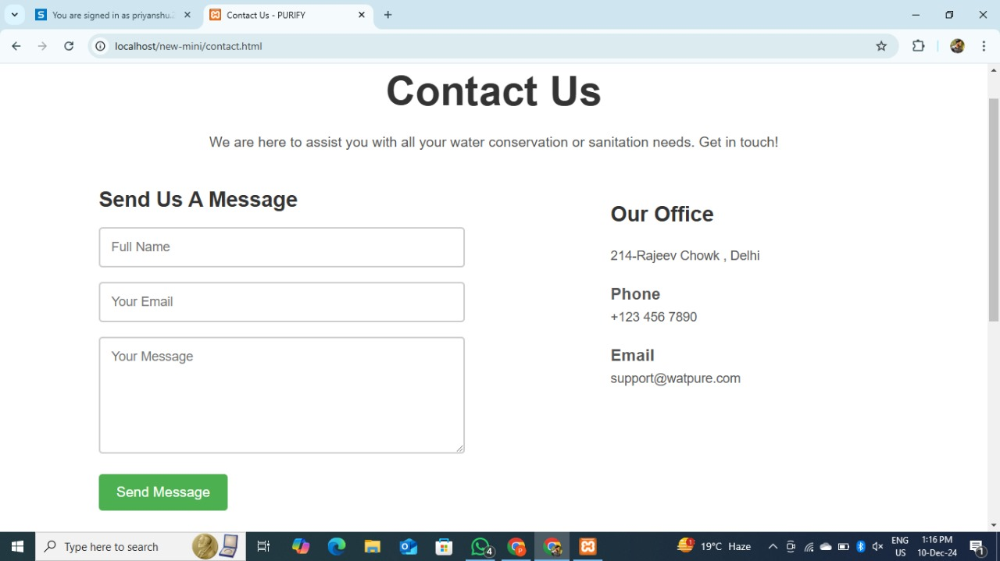 You are signed in as priyanshu.2
Contact Us - PURIFY
localhost/new-mini/contact.html
Contact Us
We are here to assist you with all your water conservation or sanitation needs. Get in touch!
Send Us A Message
Full Name
Your Email
Your Message
Send Message
Our Office
214-Rajeev Chowk , Delhi
Phone
+123 456 7890
Email
support@watpure.com
Type here to search
4
1
19°C Haze
ENG
US
1:16 PM
10-Dec-24
1